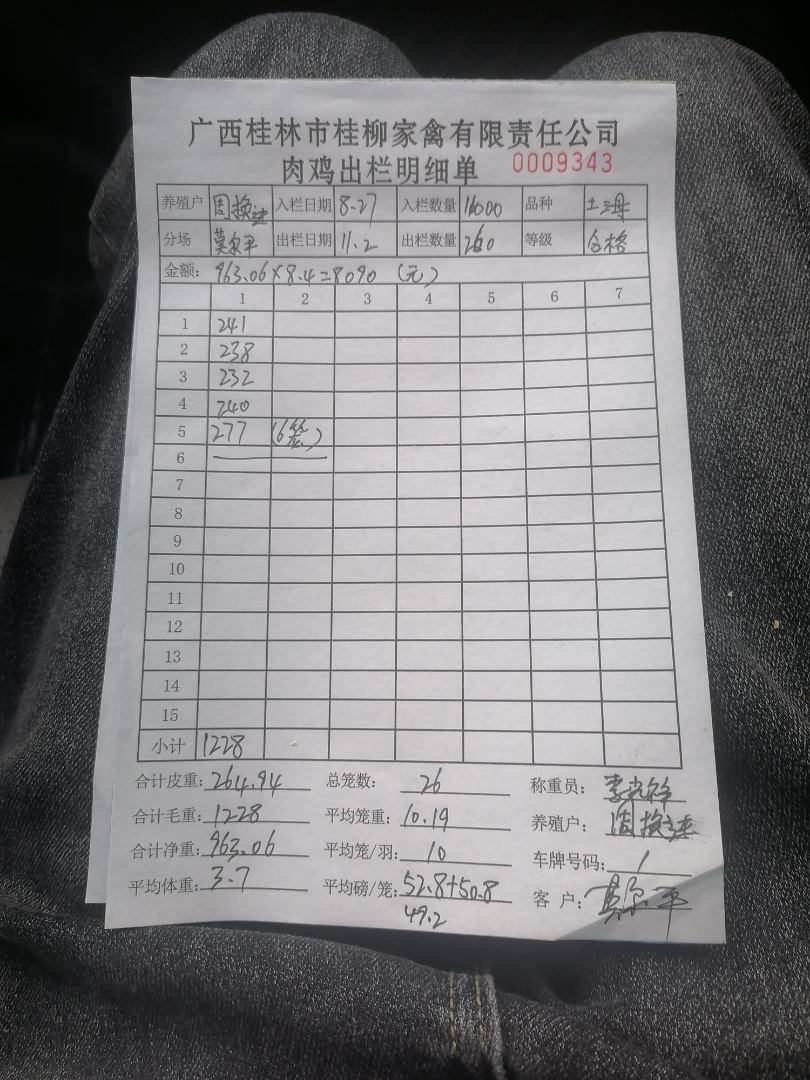 广西桂林市桂柳家禽有限责任公司
肉鸡出栏明细单 0009343
养殖户 周换连 入栏日期 8-27 入栏数量 16000 品种 土二母
分场 莫尔平 出栏日期 11.2 出栏数量 260 等级 合格
金额: 963.06×8.4=8090 (元)
1 2 3 4 5 6 7
1 241
2 238
3 232
4 240
5 277 (6笼)
6
7
8
9
10
11
12
13
14
15
小计 1228
合计皮重: 264.94 总笼数: 26 称重员: 李
合计毛重: 1228 平均笼重: 10.19 养殖户: 周换连
合计净重: 963.06 平均笼/羽: 10 车牌号码: /
平均体重: 3.7 平均磅/笼: 52.8+50.8 客户: 莫尔平
49.2